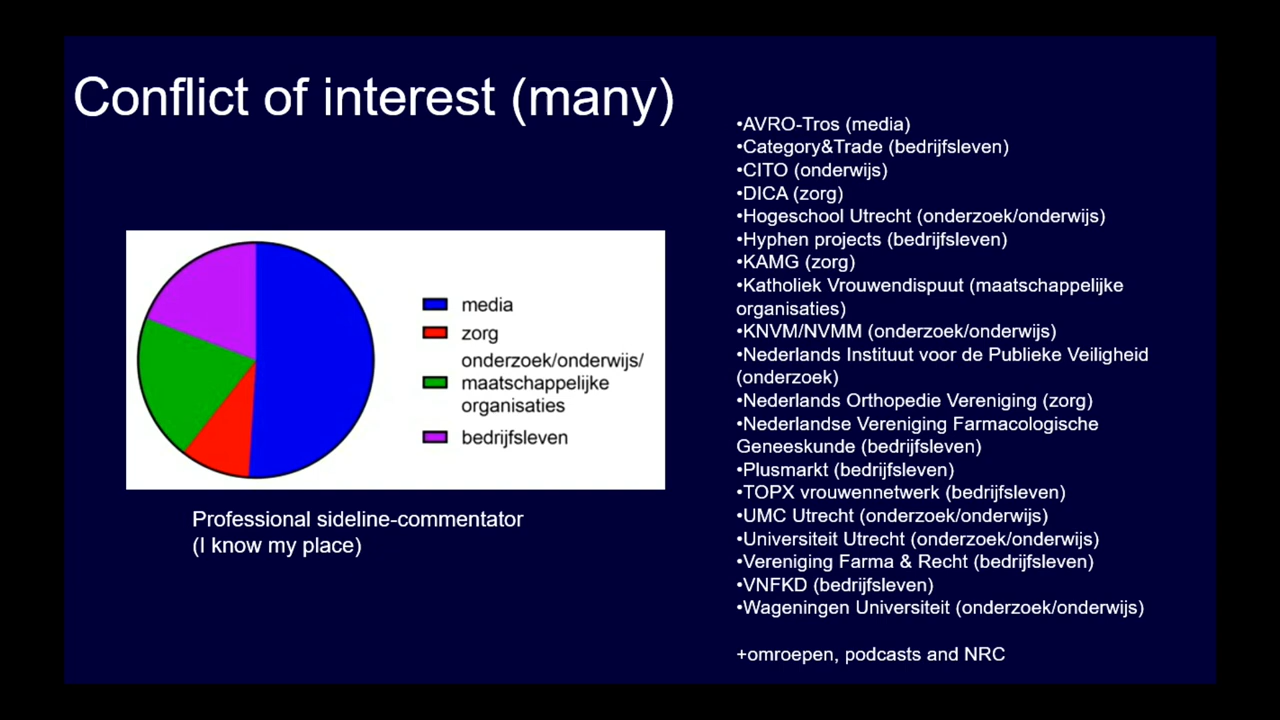 Conflict of interest (many)
media
zorg
onderzoek/onderwijs/
maatschappelijke
organisaties
bedrijfsleven
Professional sideline-commentator
(I know my place)
•AVRO-Tros (media)
•Category&Trade (bedrijfsleven)
•CITO (onderwijs)
•DICA (zorg)
•Hogeschool Utrecht (onderzoek/onderwijs)
•Hyphen projects (bedrijfsleven)
•KAMG (zorg)
•Katholiek Vrouwendispuut (maatschappelijke
organisaties)
•KNVM/NVMM (onderzoek/onderwijs)
•Nederlands Instituut voor de Publieke Veiligheid
(onderzoek)
•Nederlands Orthopedie Vereniging (zorg)
•Nederlandse Vereniging Farmacologische
Geneeskunde (bedrijfsleven)
•Plusmarkt (bedrijfsleven)
•TOPX vrouwennetwerk (bedrijfsleven)
•UMC Utrecht (onderzoek/onderwijs)
•Universiteit Utrecht (onderzoek/onderwijs)
•Vereniging Farma & Recht (bedrijfsleven)
•VNFKD (bedrijfsleven)
•Wageningen Universiteit (onderzoek/onderwijs)
+omroepen, podcasts and NRC